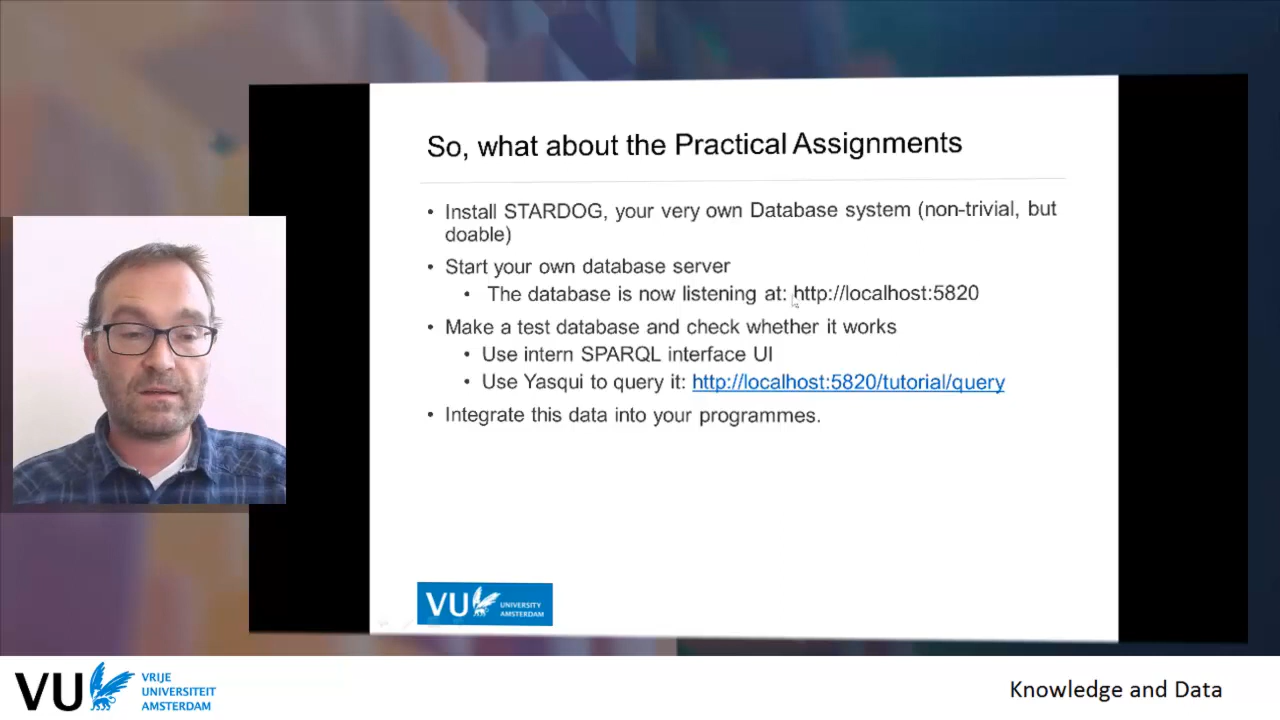 So, what about the Practical Assignments
• Install STARDOG, your very own Database system (non-trivial, but
doable)
• Start your own database server
• The database is now listening at: http://localhost:5820
• Make a test database and check whether it works
• Use intern SPARQL interface UI
• Use Yasqui to query it: http://localhost:5820/tutorial/query
• Integrate this data into your programmes.
VU UNIVERSITY
AMSTERDAM
VU VRIJE
UNIVERSITEIT
AMSTERDAM
Knowledge and Data